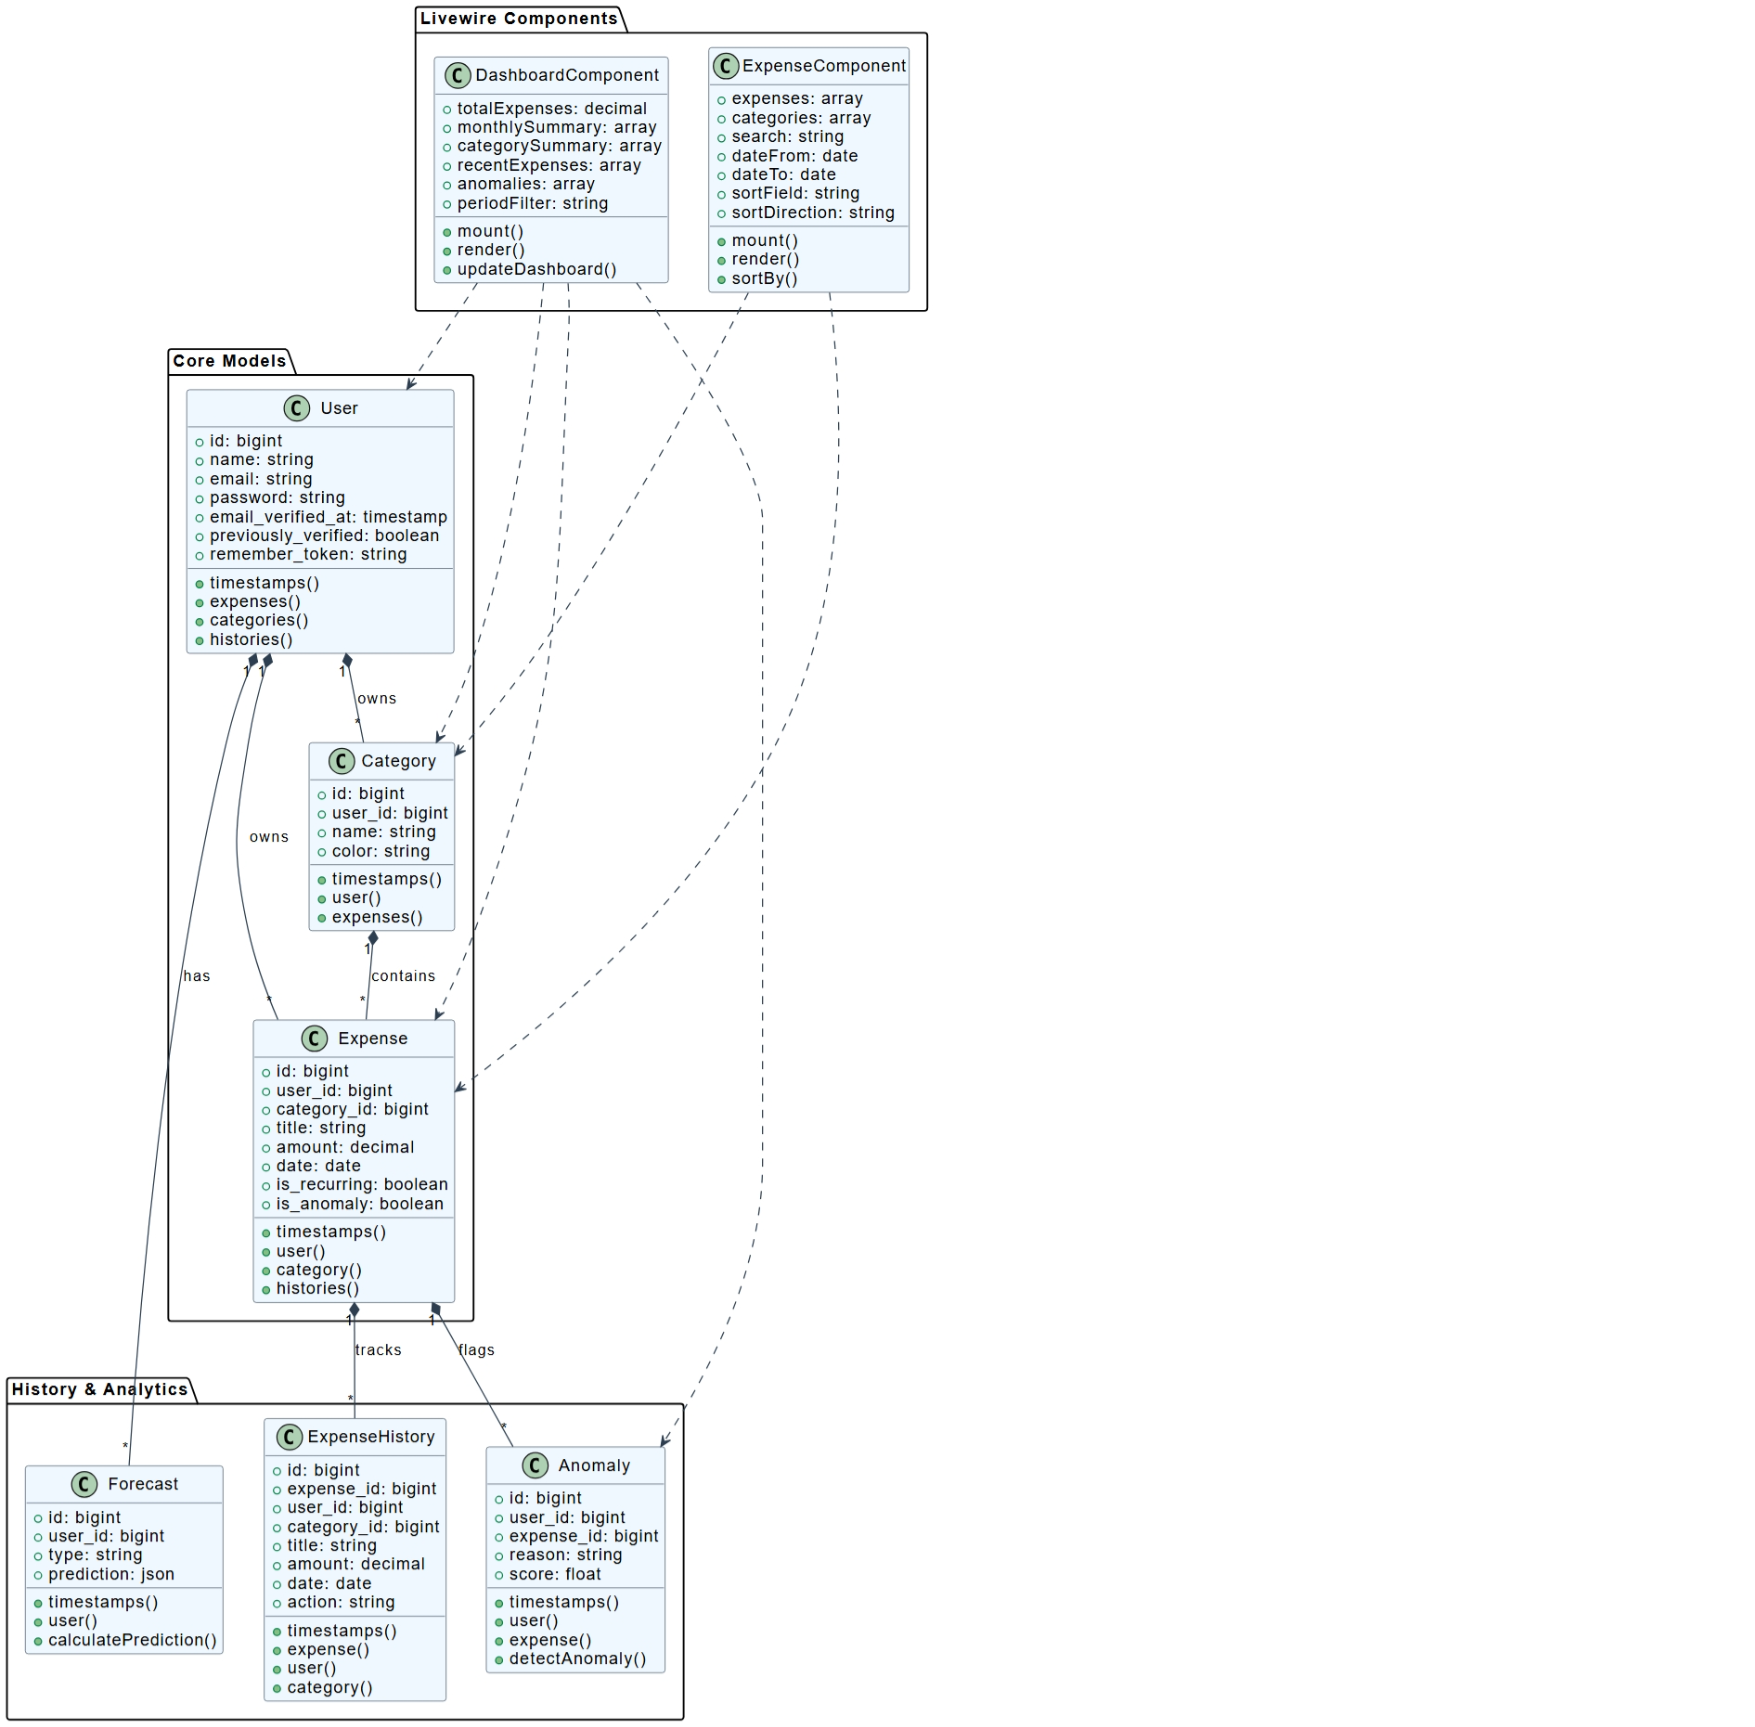 Livewire Components
C DashboardComponent
totalExpenses: decimal
monthlySummary: array
categorySummary: array
recentExpenses: array
anomalies: array
periodFilter: string
mount()
render()
updateDashboard()
C ExpenseComponent
expenses: array
categories: array
search: string
dateFrom: date
dateTo: date
sortField: string
sortDirection: string
mount()
render()
sortBy()
Core Models
C User
id: bigint
name: string
email: string
password: string
email_verified_at: timestamp
previously_verified: boolean
remember_token: string
timestamps()
expenses()
categories()
histories()
1
1
1
owns
*
C Category
id: bigint
user_id: bigint
name: string
color: string
timestamps()
user()
expenses()
owns
1
has
contains
*
*
C Expense
id: bigint
user_id: bigint
category_id: bigint
title: string
amount: decimal
date: date
is_recurring: boolean
is_anomaly: boolean
timestamps()
user()
category()
histories()
1
1
tracks
flags
History & Analytics
*
*
*
C Forecast
id: bigint
user_id: bigint
type: string
prediction: json
timestamps()
user()
calculatePrediction()
C ExpenseHistory
id: bigint
expense_id: bigint
user_id: bigint
category_id: bigint
title: string
amount: decimal
date: date
action: string
timestamps()
expense()
user()
category()
C Anomaly
id: bigint
user_id: bigint
expense_id: bigint
reason: string
score: float
timestamps()
user()
expense()
detectAnomaly()